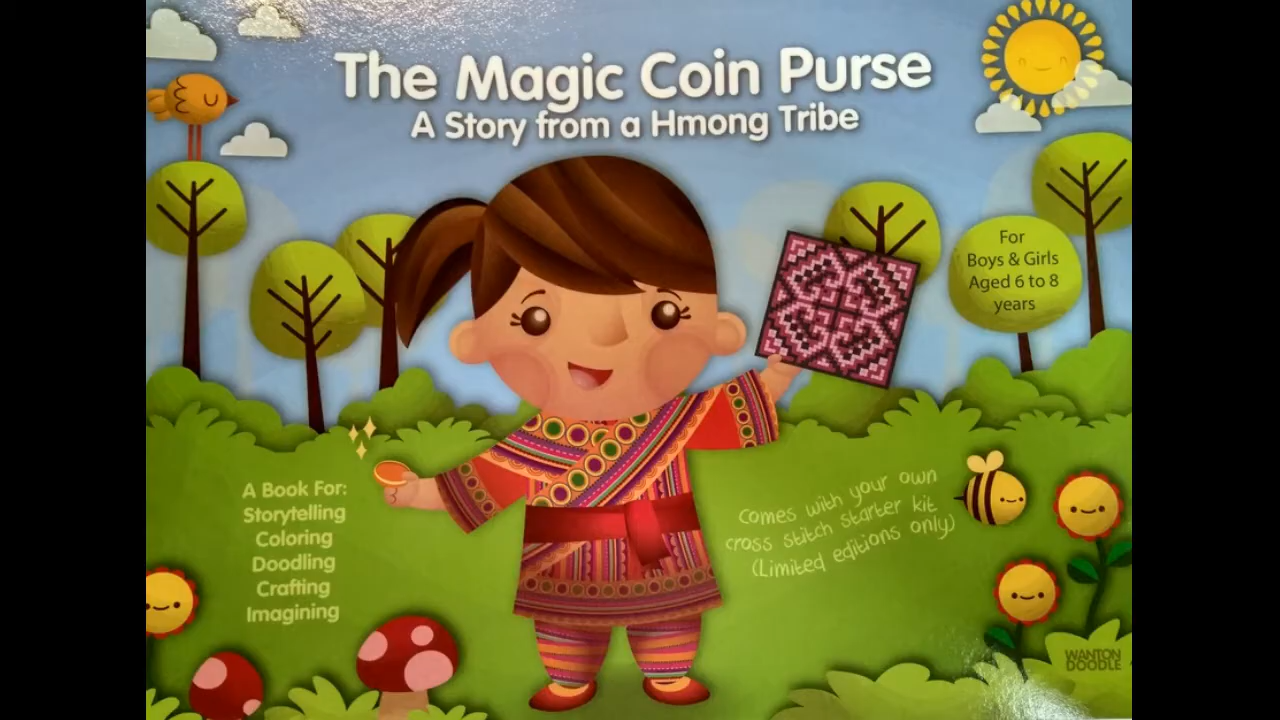 The Magic Coin Purse
A Story from a Hmong Tribe
For
Boys & Girls
Aged 6 to 8
years
A Book For:
Storytelling
Coloring
Doodling
Crafting
Imagining
comes with your own
cross stitch starter kit
(Limited editions only)
WANTON
DOODLE